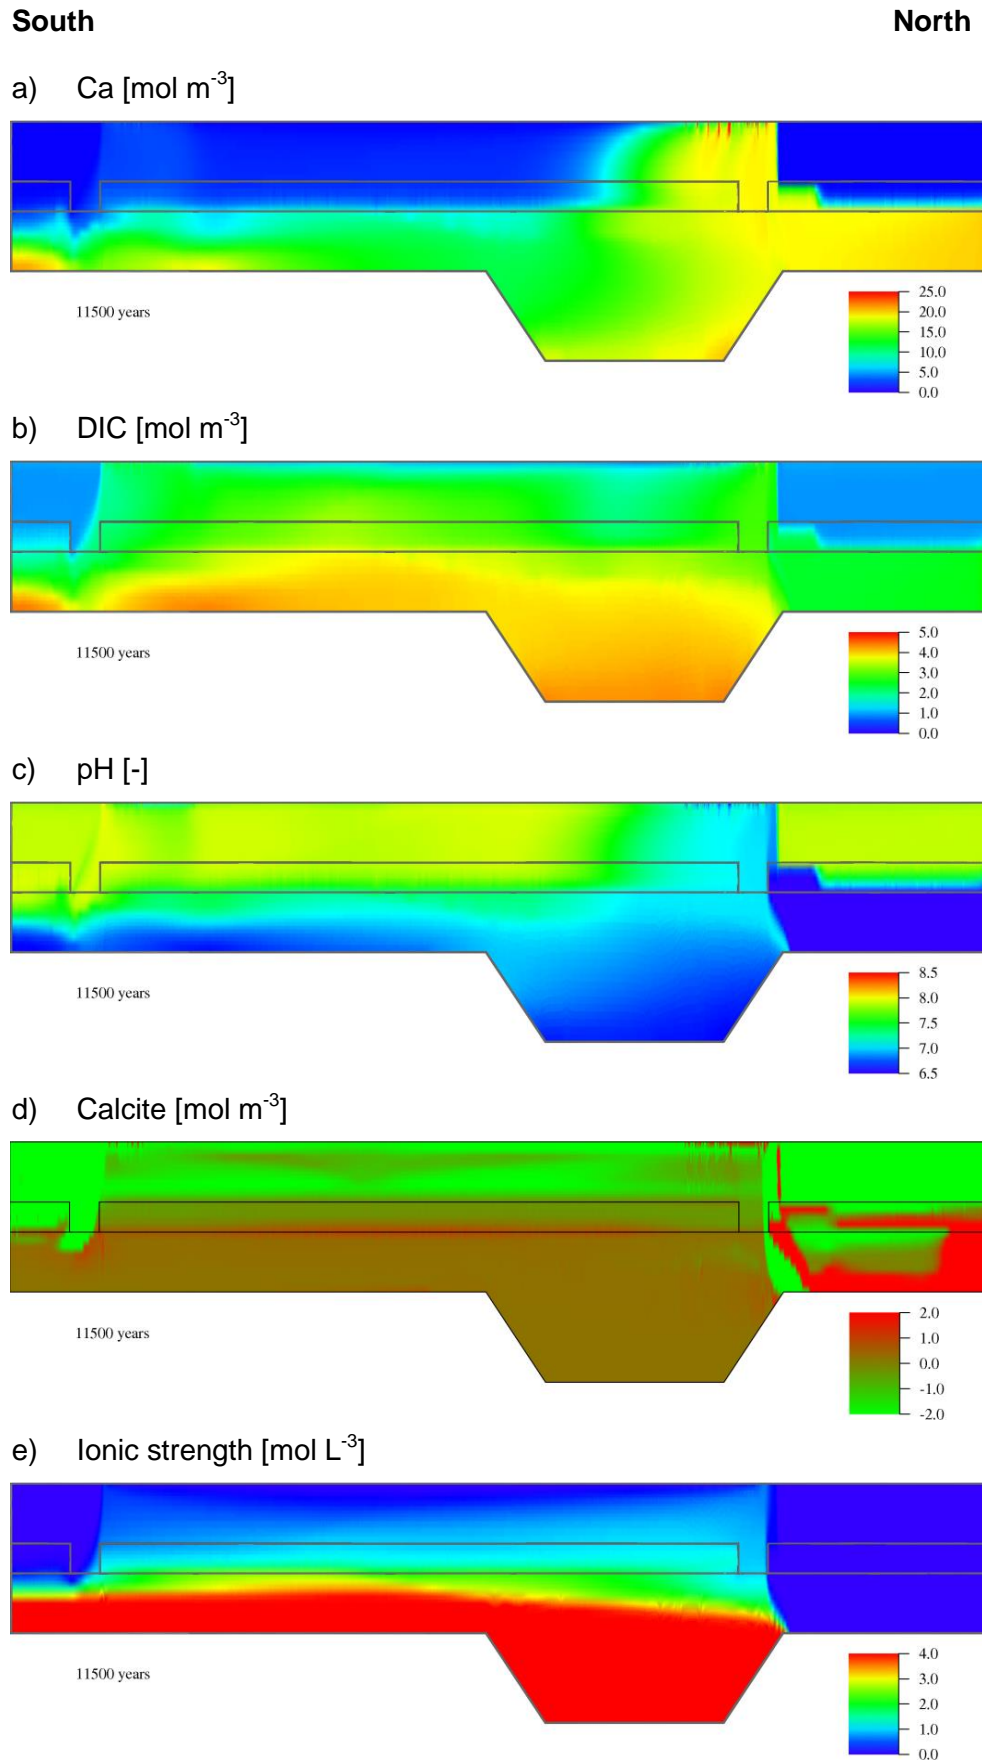 South North
a) Ca [mol m⁻³]
11500 years
25.0
20.0
15.0
10.0
5.0
0.0
b) DIC [mol m⁻³]
11500 years
5.0
4.0
3.0
2.0
1.0
0.0
c) pH [-]
11500 years
8.5
8.0
7.5
7.0
6.5
d) Calcite [mol m⁻³]
11500 years
2.0
1.0
0.0
-1.0
-2.0
e) Ionic strength [mol L⁻³]
11500 years
4.0
3.0
2.0
1.0
0.0